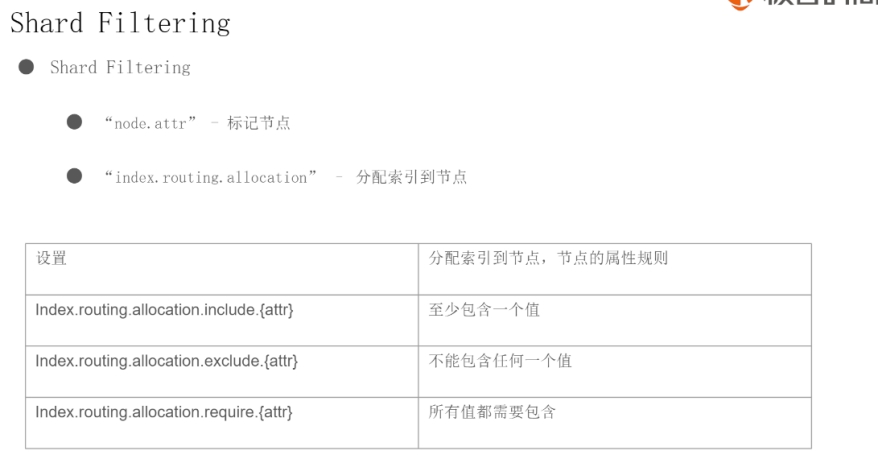 Shard Filtering
● Shard Filtering
● “node.attr” – 标记节点
● “index.routing.allocation” – 分配索引到节点
设置
分配索引到节点，节点的属性规则
Index.routing.allocation.include.{attr}
至少包含一个值
Index.routing.allocation.exclude.{attr}
不能包含任何一个值
Index.routing.allocation.require.{attr}
所有值都需要包含